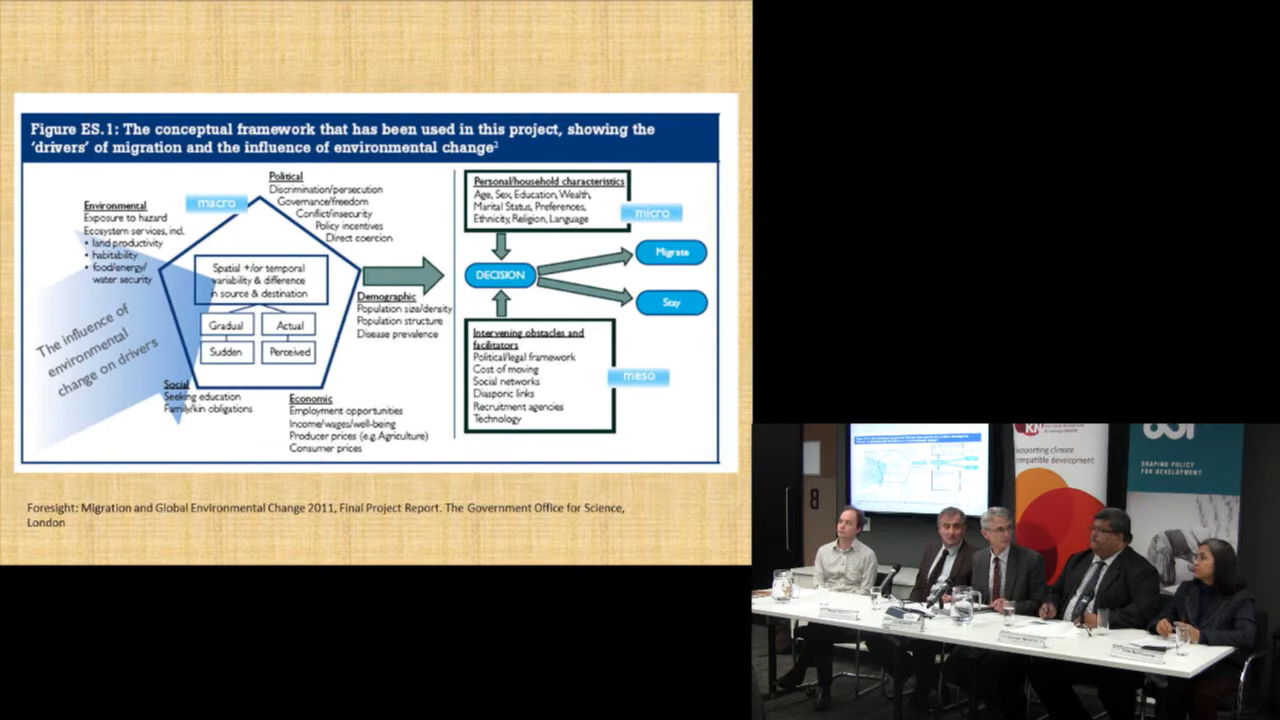 Figure ES.1: The conceptual framework that has been used in this project, showing the
‘drivers’ of migration and the influence of environmental change²
Political
Discrimination/persecution
Governance/freedom
Conflict/insecurity
Policy incentives
Direct coercion
macro
Environmental
Exposure to hazard
Ecosystem services, incl.
• land productivity
• habitability
• food/energy/
water security
Spatial +/or temporal
variability & difference
in source & destination
Gradual
Actual
Sudden
Perceived
The influence of
environmental
change on drivers
Demographic
Population size/density
Population structure
Disease prevalence
Social
Seeking education
Family/kin obligations
Economic
Employment opportunities
Income/wages/well-being
Producer prices (e.g. Agriculture)
Consumer prices
Personal/household characteristics
Age, Sex, Education, Wealth,
Marital Status, Preferences,
Ethnicity, Religion, Language
micro
DECISION
Migrate
Stay
Intervening obstacles and
facilitators
Political/legal framework
Cost of moving
Social networks
Diasporic links
Recruitment agencies
Technology
meso
Foresight: Migration and Global Environmental Change 2011, Final Project Report. The Government Office for Science,
London
supporting climate
compatible development
SHAPING POLICY
FOR DEVELOPMENT